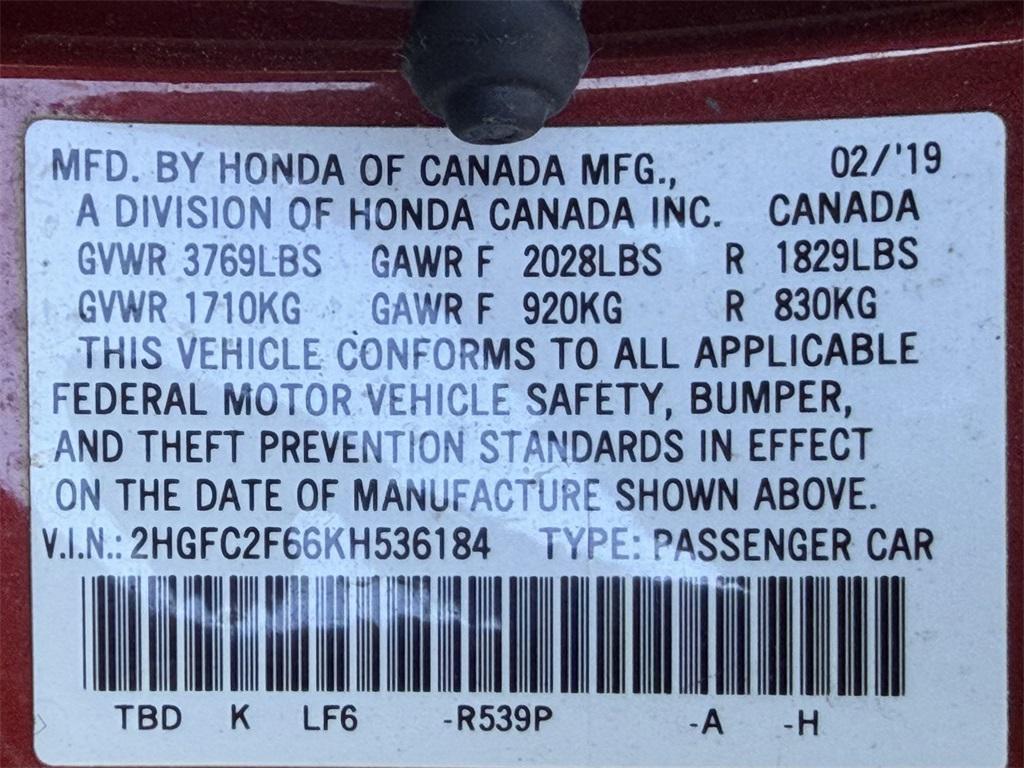 MFD. BY HONDA OF CANADA MFG., 02/'19
A DIVISION OF HONDA CANADA INC. CANADA
GVWR 3769LBS GAWR F 2028LBS R 1829LBS
GVWR 1710KG GAWR F 920KG R 830KG
THIS VEHICLE CONFORMS TO ALL APPLICABLE
FEDERAL MOTOR VEHICLE SAFETY, BUMPER,
AND THEFT PREVENTION STANDARDS IN EFFECT
ON THE DATE OF MANUFACTURE SHOWN ABOVE.
V.I.N.: 2HGFC2F66KH536184 TYPE: PASSENGER CAR
TBD K LF6 -R539P -A -H